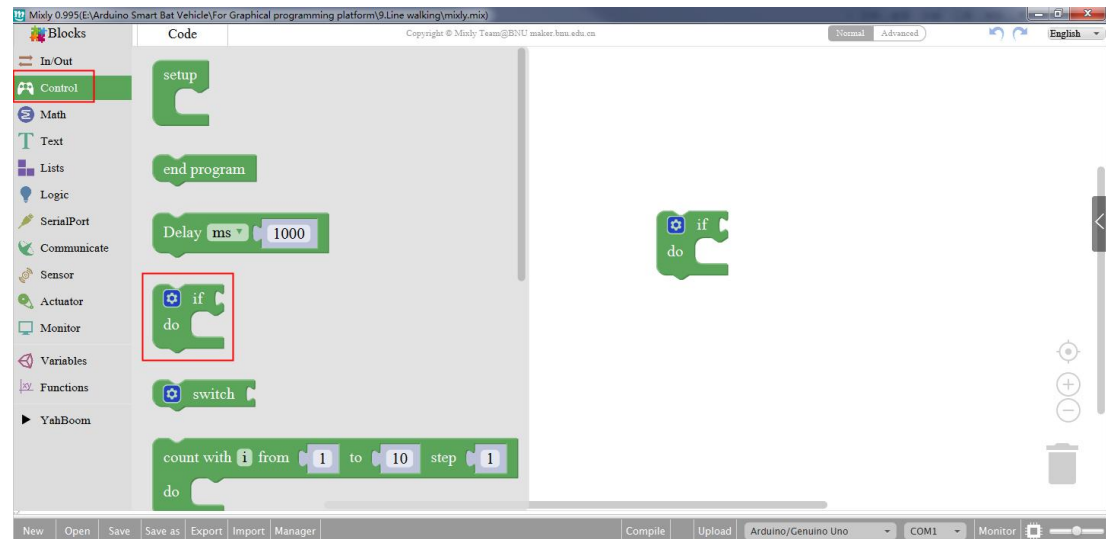 Mixly 0.995(E:\Arduino Smart Bat Vehicle\For Graphical programming platform\9.Line walking\mixly.mix)
Blocks
Code
Copyright © Mixly Team@BNU maker.bnu.edu.cn
Normal
Advanced
English
In/Out
Control
Math
Text
Lists
Logic
SerialPort
Communicate
Sensor
Actuator
Monitor
Variables
Functions
YahBoom
setup
end program
Delay ms 1000
if
do
switch
count with i from 1 to 10 step 1
do
if
do
New Open Save Save as Export Import Manager Compile Upload Arduino/Genuino Uno COM1 Monitor